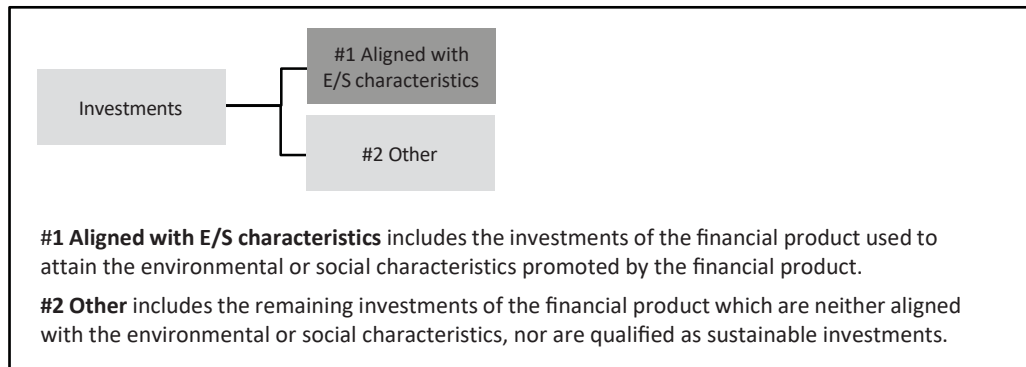 #1 Aligned with
E/S characteristics
Investments
#2 Other
#1 Aligned with E/S characteristics includes the investments of the financial product used to
attain the environmental or social characteristics promoted by the financial product.
#2 Other includes the remaining investments of the financial product which are neither aligned
with the environmental or social characteristics, nor are qualified as sustainable investments.